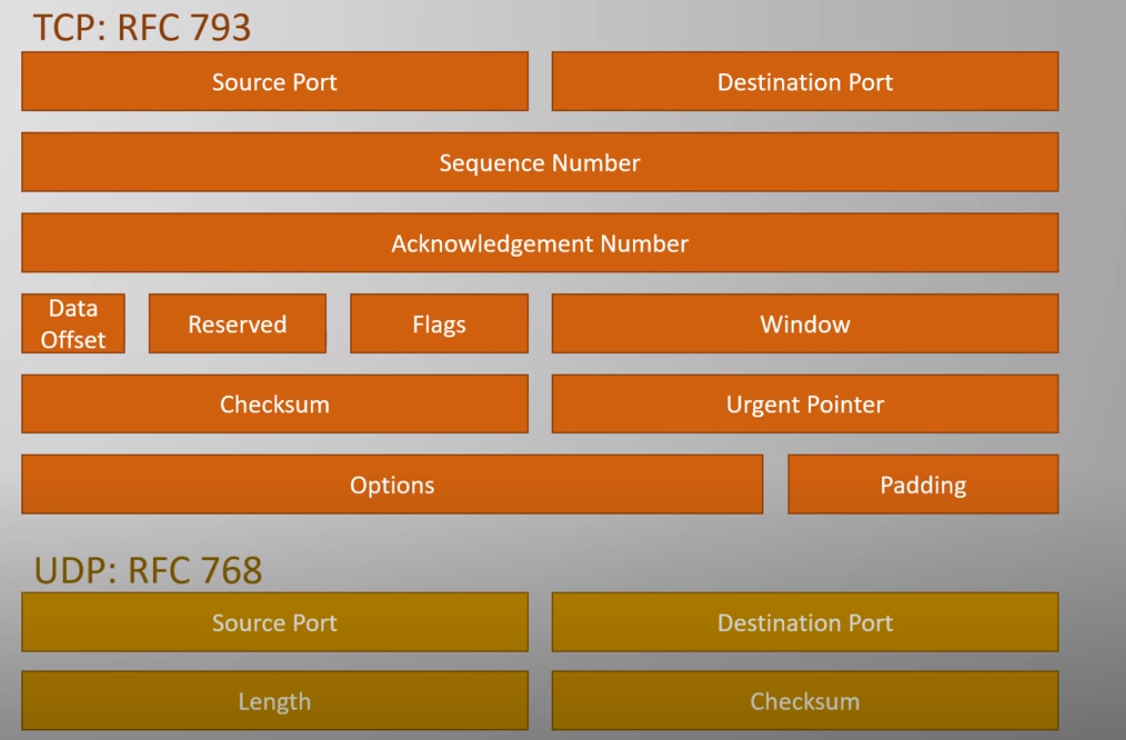 TCP: RFC 793
Source Port
Destination Port
Sequence Number
Acknowledgement Number
Data
Offset
Reserved
Flags
Window
Checksum
Urgent Pointer
Options
Padding
UDP: RFC 768
Source Port
Destination Port
Length
Checksum